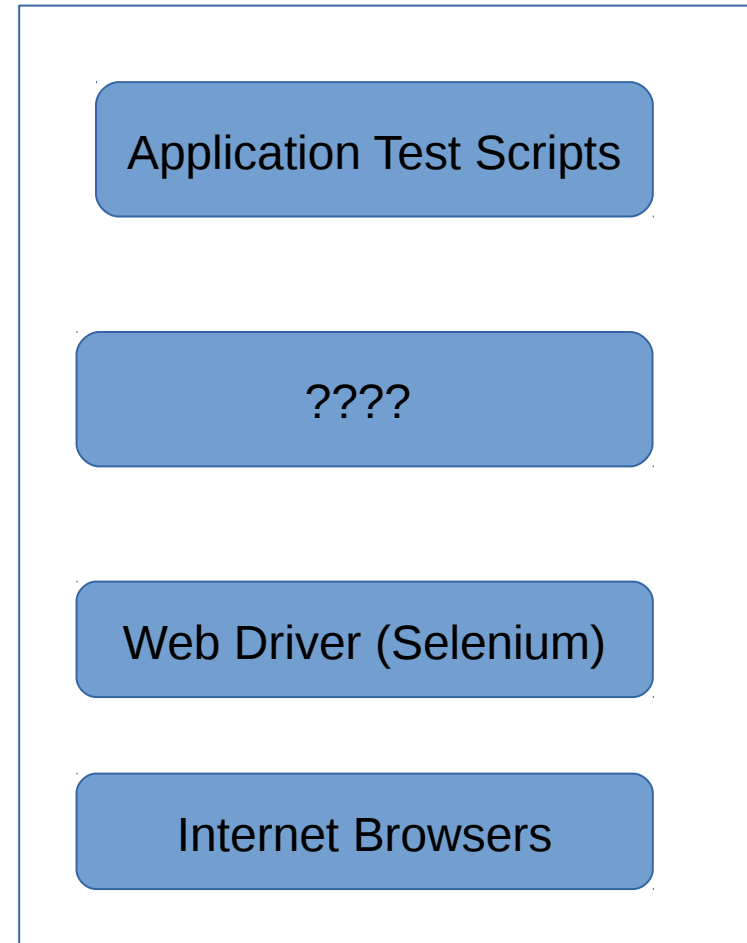 Application Test Scripts
????
Web Driver (Selenium)
Internet Browsers